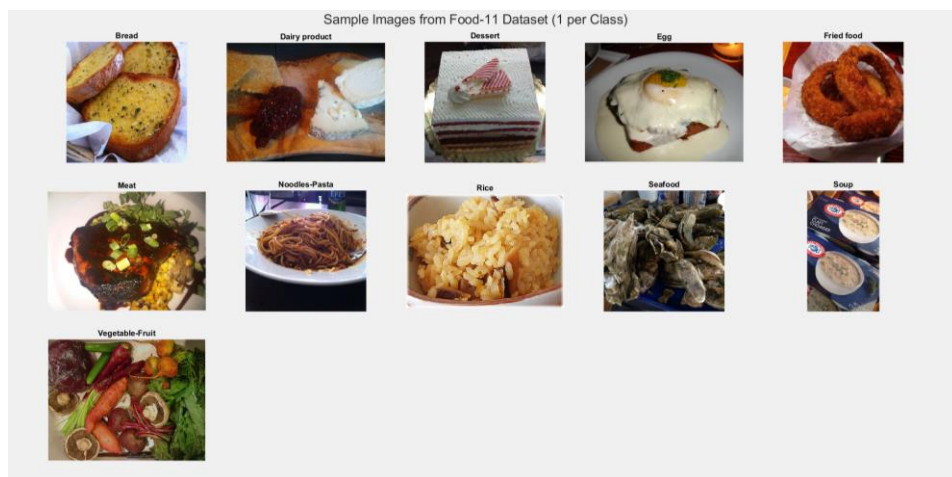 Sample Images from Food-11 Dataset (1 per Class)
Bread
Dairy product
Dessert
Egg
Fried food
Meat
Noodles-Pasta
Rice
Seafood
Soup
Vegetable-Fruit